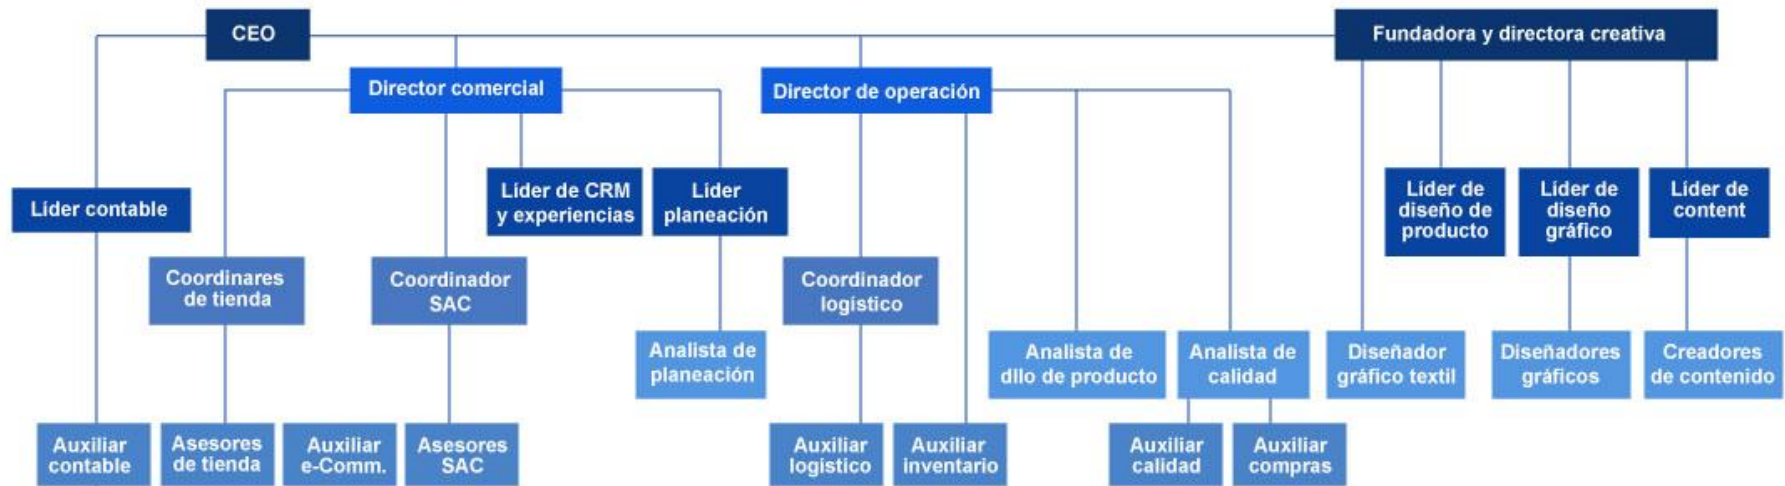 CEO
Fundadora y directora creativa
Director comercial
Director de operación
Líder contable
Líder de CRM
y experiencias
Líder
planeación
Líder de
diseño de
producto
Líder de
diseño
gráfico
Líder de
content
Coordinares
de tienda
Coordinador
SAC
Coordinador
logístico
Analista de
planeación
Analista de
dllo de producto
Analista de
calidad
Diseñador
gráfico textil
Diseñadores
gráficos
Creadores
de contenido
Auxiliar
contable
Asesores
de tienda
Auxiliar
e-Comm.
Asesores
SAC
Auxiliar
logístico
Auxiliar
inventario
Auxiliar
calidad
Auxiliar
compras